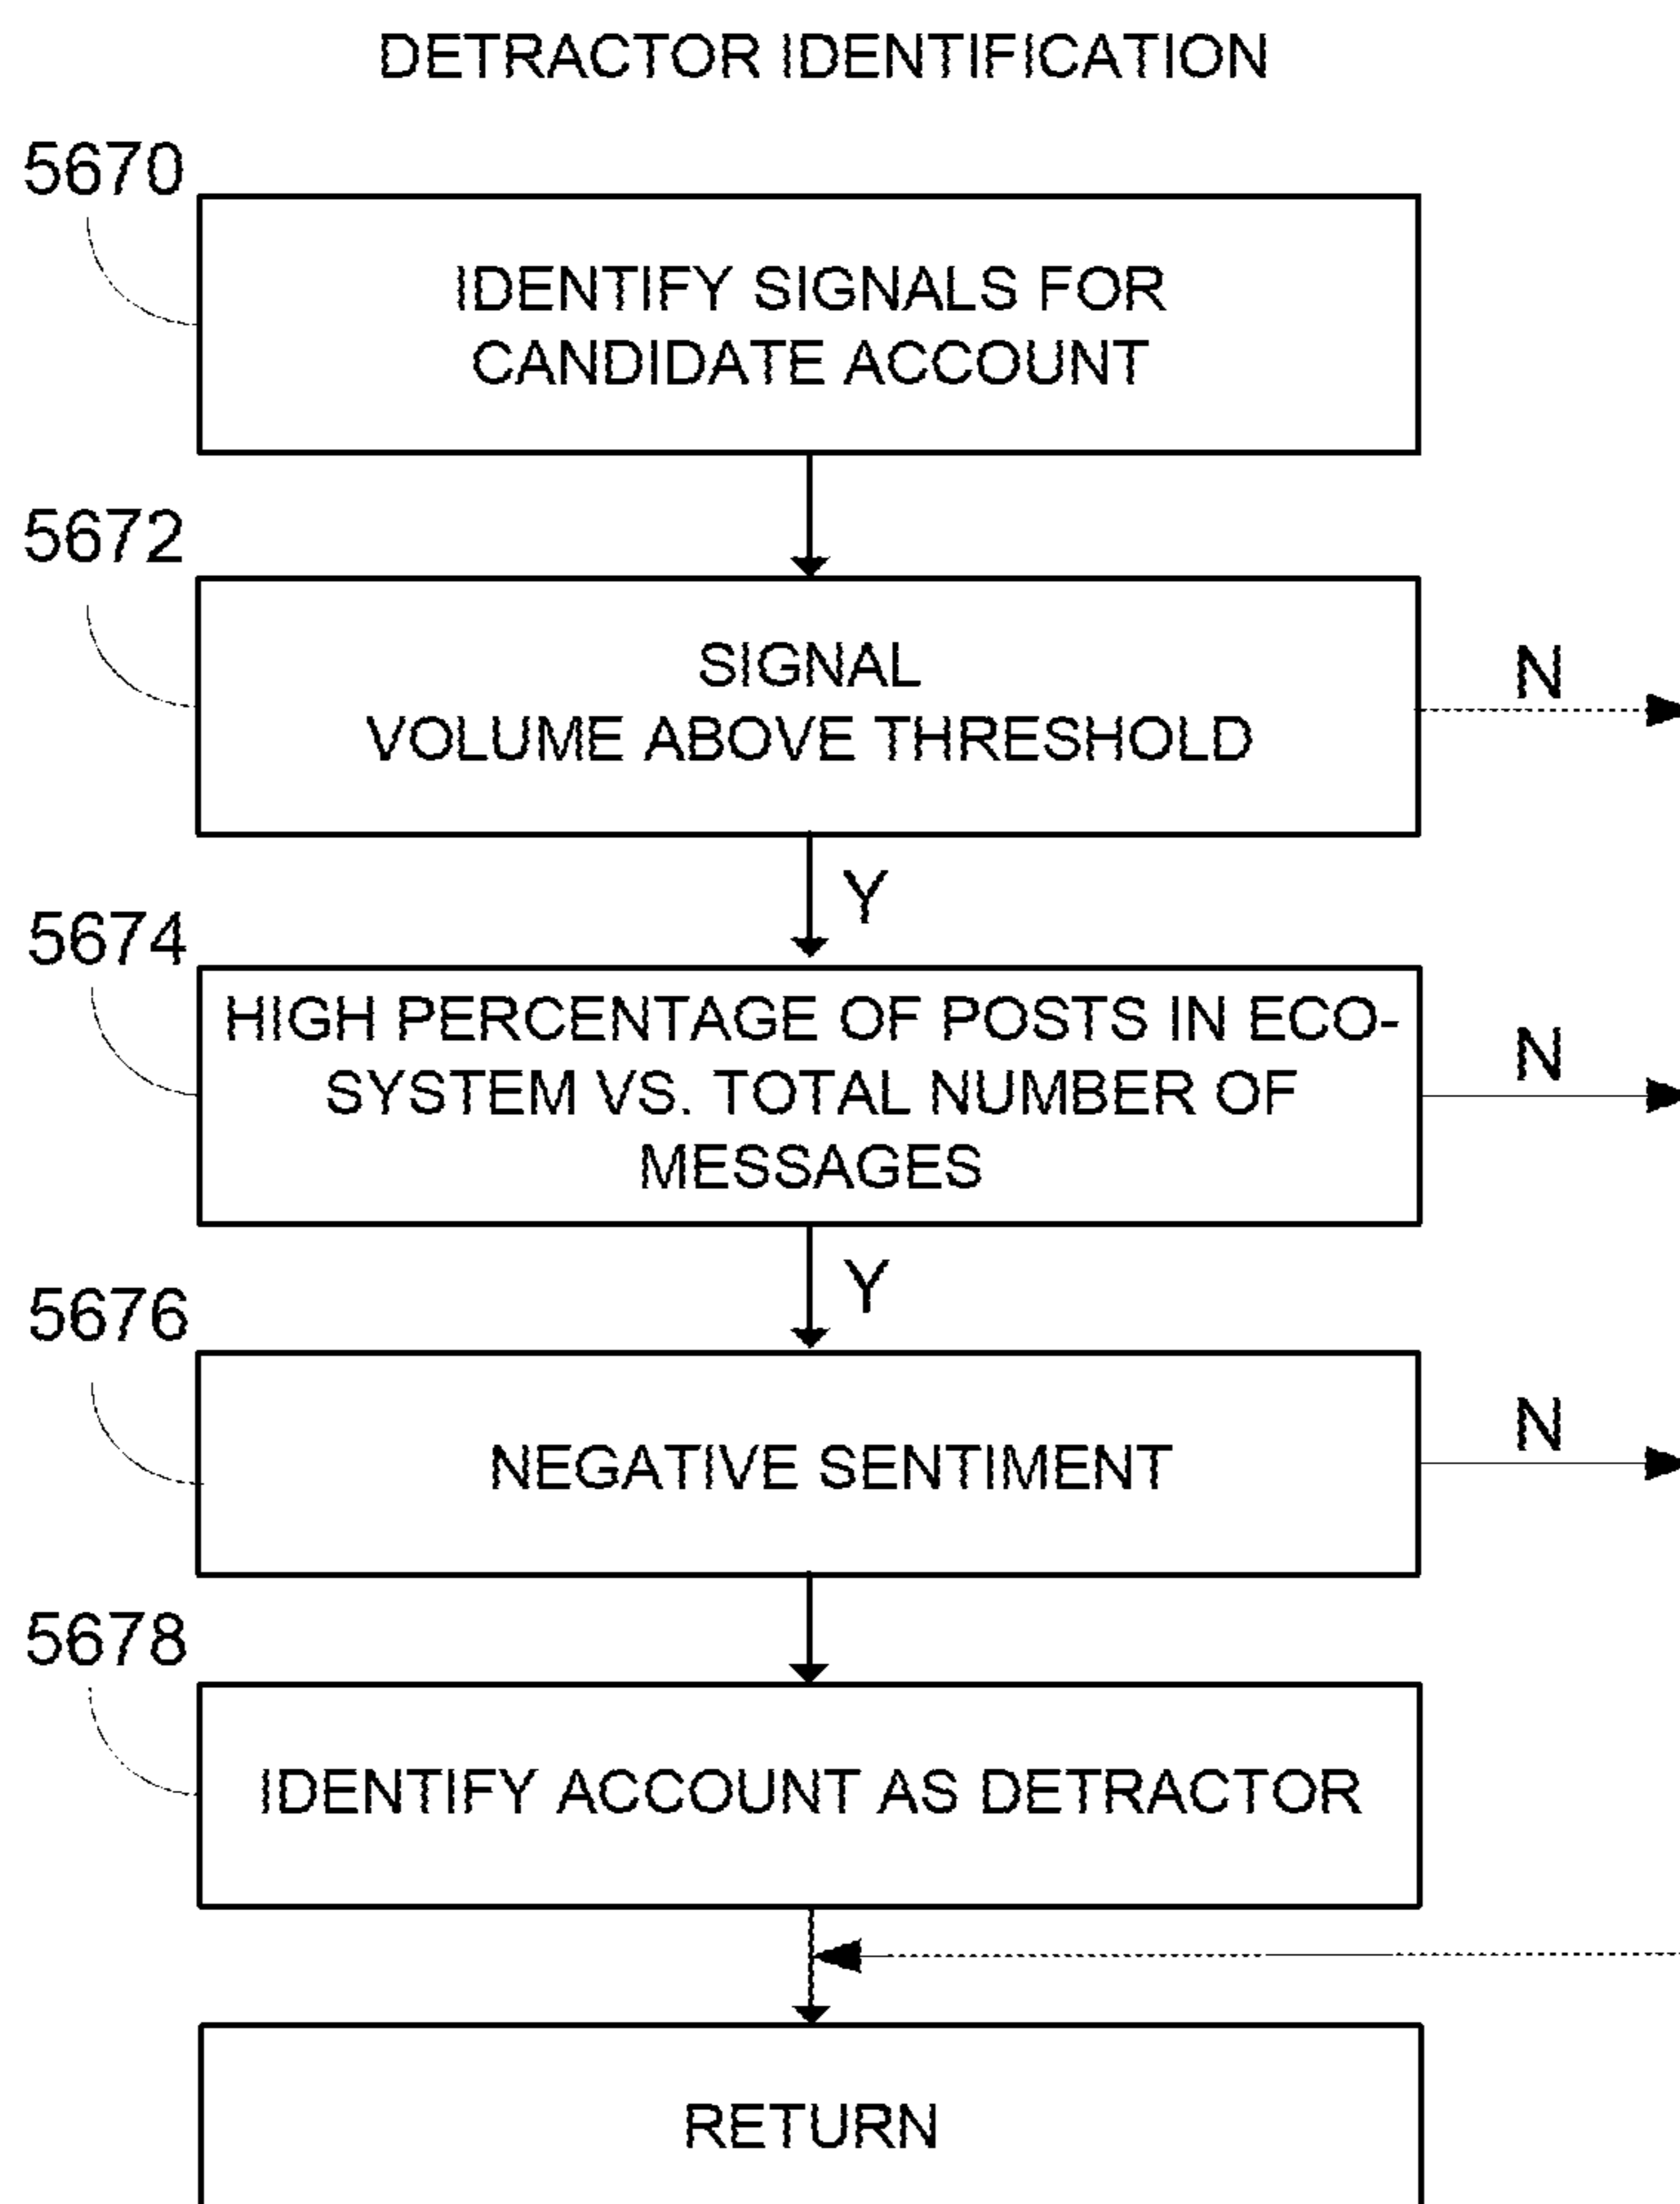 DETRACTOR IDENTIFICATION
5670
IDENTIFY SIGNALS FOR
CANDIDATE ACCOUNT
5672
SIGNAL
VOLUME ABOVE THRESHOLD
N
Y
5674
HIGH PERCENTAGE OF POSTS IN ECO-
SYSTEM VS. TOTAL NUMBER OF
MESSAGES
N
Y
5676
NEGATIVE SENTIMENT
N
5678
IDENTIFY ACCOUNT AS DETRACTOR
RETURN